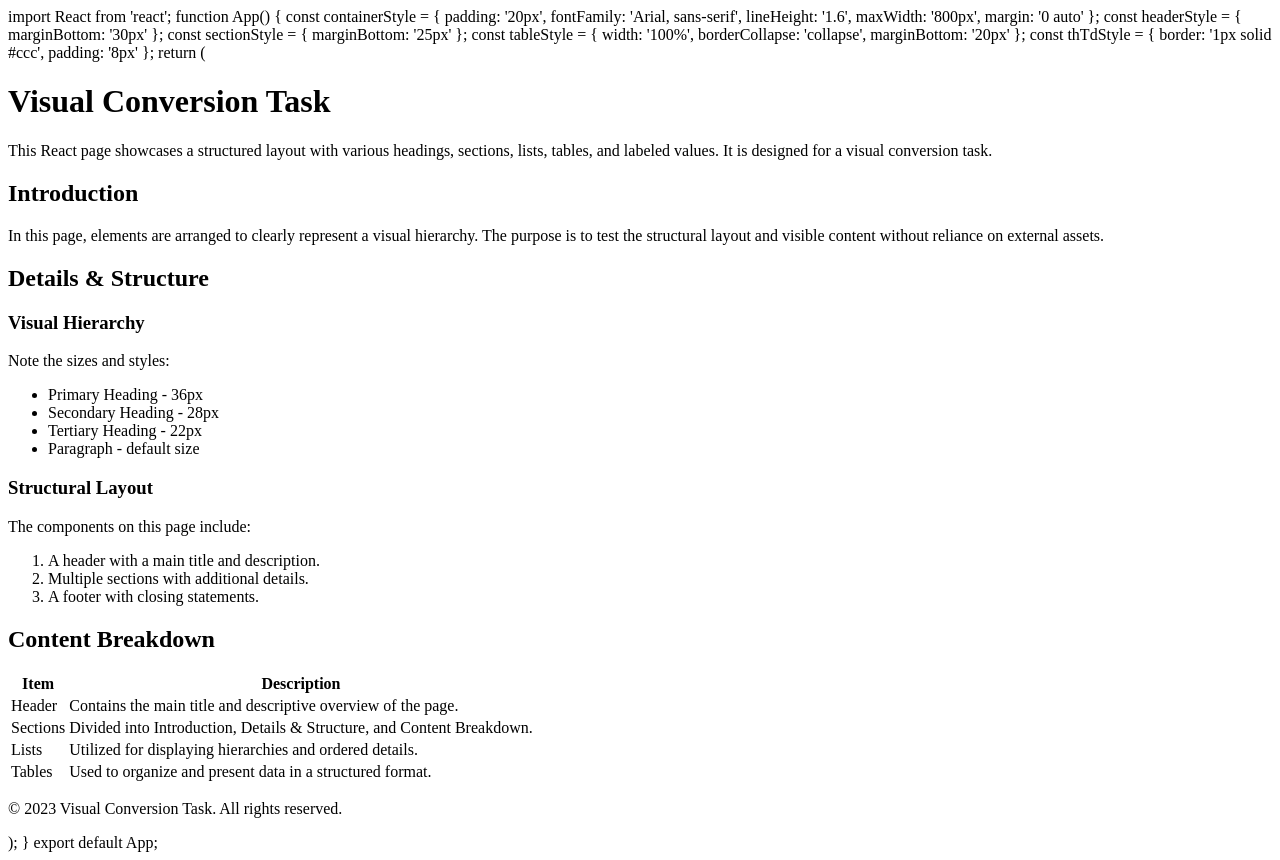 import React from 'react'; function App() { const containerStyle = { padding: '20px', fontFamily: 'Arial, sans-serif', lineHeight: '1.6', maxWidth: '800px', margin: '0 auto' }; const headerStyle = {
marginBottom: '30px' }; const sectionStyle = { marginBottom: '25px' }; const tableStyle = { width: '100%', borderCollapse: 'collapse', marginBottom: '20px' }; const thTdStyle = { border: '1px solid
#ccc', padding: '8px' }; return (
Visual Conversion Task
This React page showcases a structured layout with various headings, sections, lists, tables, and labeled values. It is designed for a visual conversion task.
Introduction
In this page, elements are arranged to clearly represent a visual hierarchy. The purpose is to test the structural layout and visible content without reliance on external assets.
Details & Structure
Visual Hierarchy
Note the sizes and styles:
• Primary Heading - 36px
• Secondary Heading - 28px
• Tertiary Heading - 22px
• Paragraph - default size
Structural Layout
The components on this page include:
1. A header with a main title and description.
2. Multiple sections with additional details.
3. A footer with closing statements.
Content Breakdown
Item Description
Header Contains the main title and descriptive overview of the page.
Sections Divided into Introduction, Details & Structure, and Content Breakdown.
Lists Utilized for displaying hierarchies and ordered details.
Tables Used to organize and present data in a structured format.
© 2023 Visual Conversion Task. All rights reserved.
); } export default App;